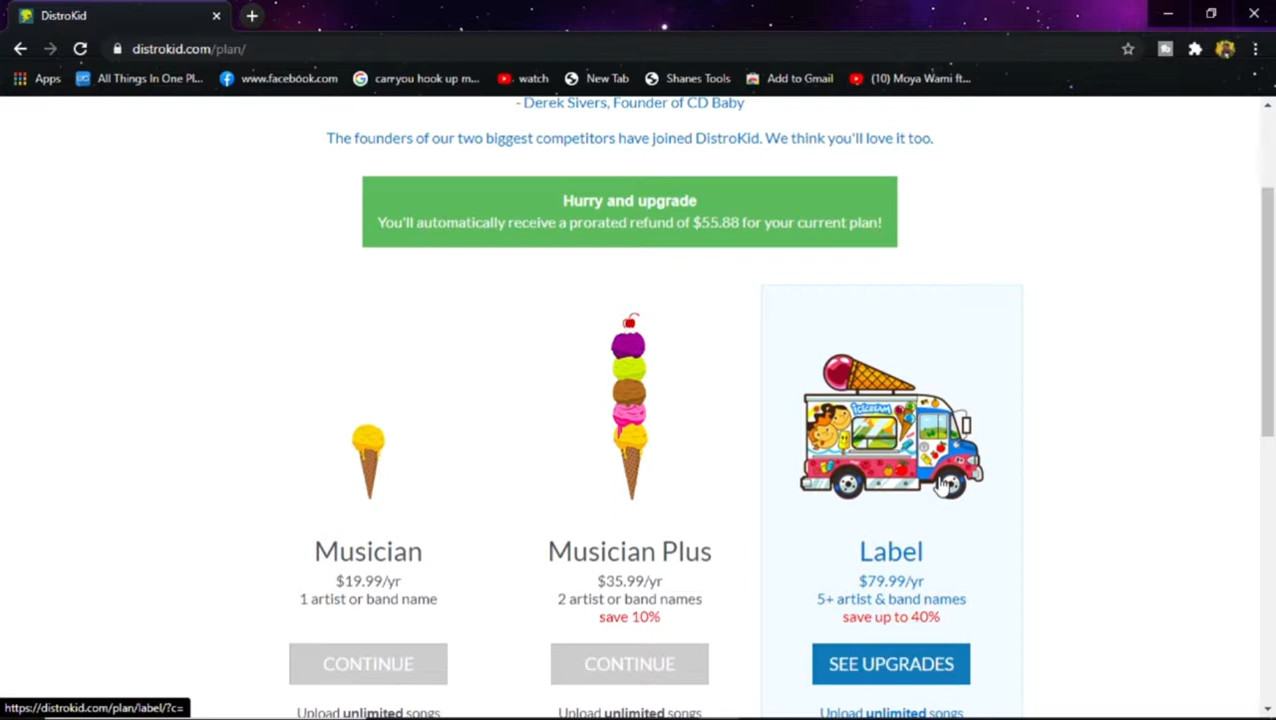 DistroKid
distrokid.com/plan/
Apps
All Things In One PL...
www.facebook.com
carryou hook up m...
watch
New Tab
Shanes Tools
Add to Gmail
(10) Moya Wami ft...
- Derek Sivers, Founder of CD Baby
The founders of our two biggest competitors have joined DistroKid. We think you'll love it too.
Hurry and upgrade
You'll automatically receive a prorated refund of $55.88 for your current plan!
ICECREAM
Musician
$19.99/yr
1 artist or band name
CONTINUE
Upload unlimited songs
Musician Plus
$35.99/yr
2 artist or band names
save 10%
CONTINUE
Upload unlimited songs
Label
$79.99/yr
5+ artist & band names
save up to 40%
SEE UPGRADES
Upload unlimited songs
https://distrokid.com/plan/label/?c=